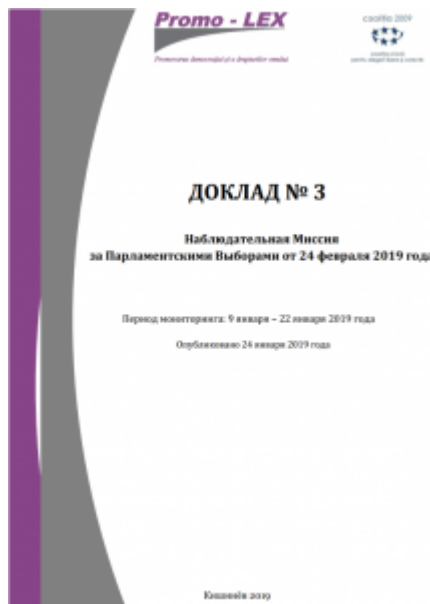 Promo - LEX
Promovarea democrației și a drepturilor omului
coaliția 2009
ДОКЛАД № 3
Наблюдательная Миссия
за Парламентскими Выборами от 24 февраля 2019 года
Период мониторинга: 9 января – 22 января 2019 года
Опубликовано 24 января 2019 года
Кишинёв 2019